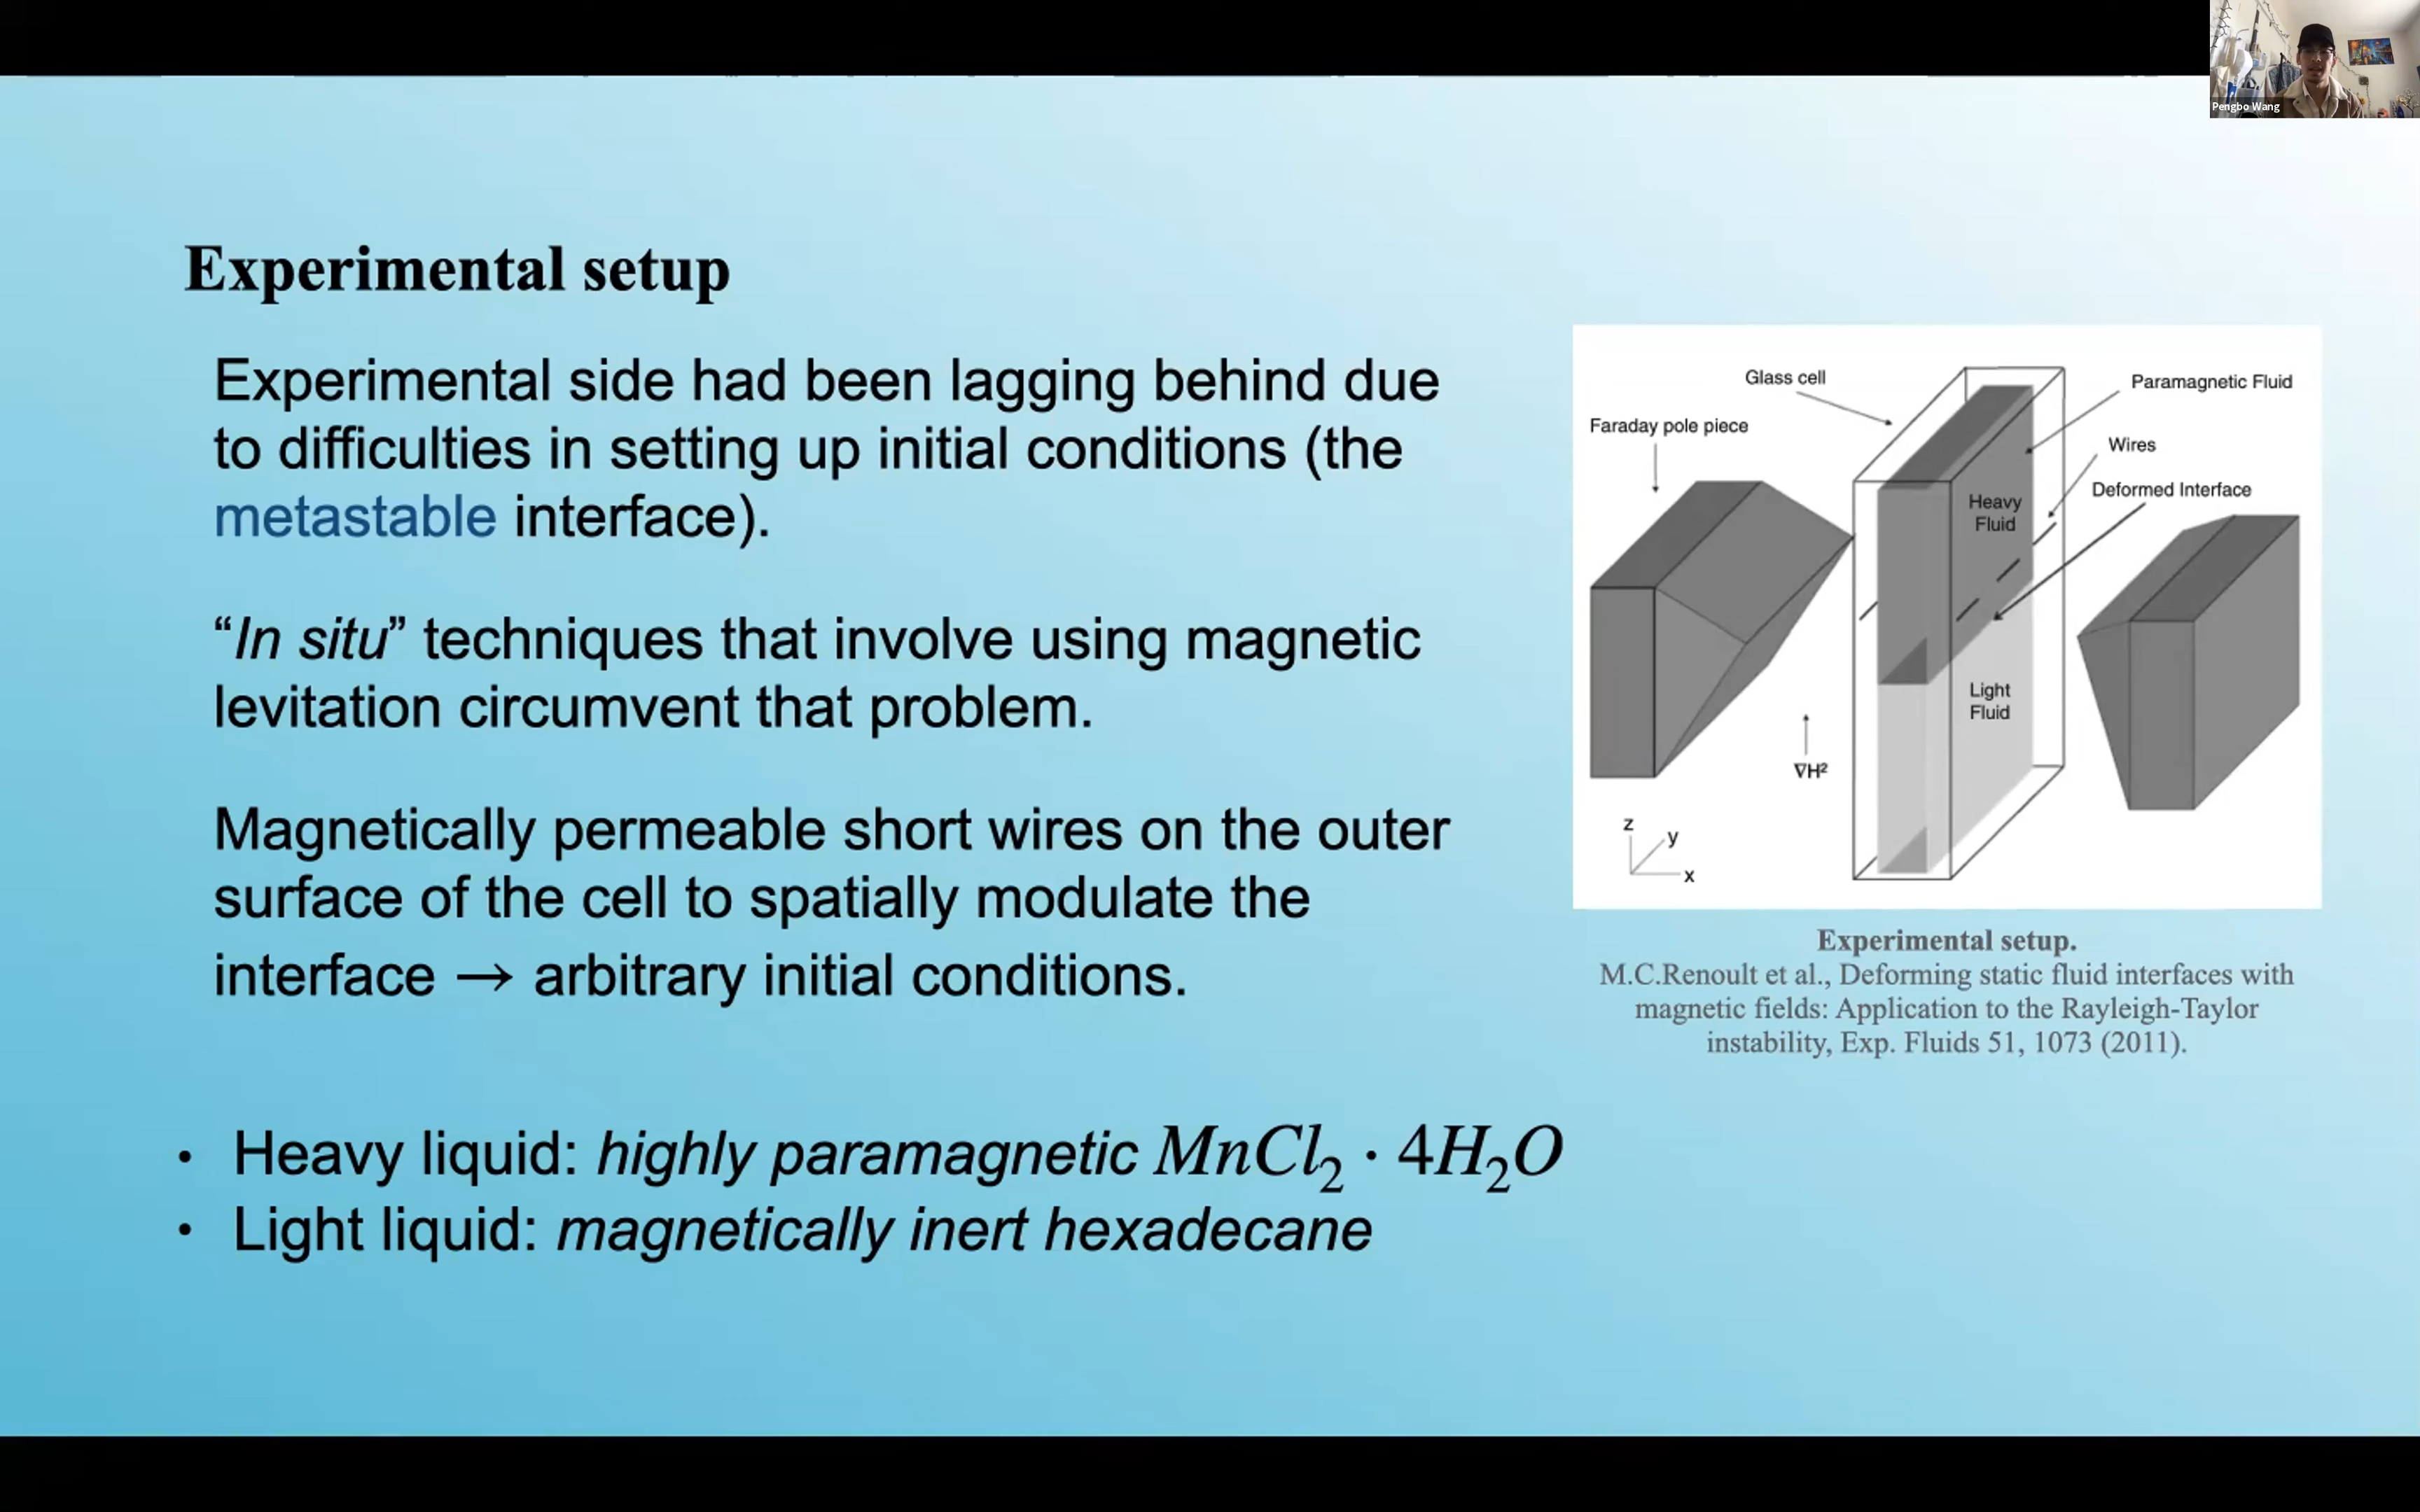 Pengbo Wang
Experimental setup
Experimental side had been lagging behind due
to difficulties in setting up initial conditions (the
metastable interface).
“In situ” techniques that involve using magnetic
levitation circumvent that problem.
Magnetically permeable short wires on the outer
surface of the cell to spatially modulate the
interface → arbitrary initial conditions.
• Heavy liquid: highly paramagnetic MnCl₂ · 4H₂O
• Light liquid: magnetically inert hexadecane
Glass cell
Paramagnetic Fluid
Faraday pole piece
Wires
Deformed Interface
Heavy
Fluid
Light
Fluid
∇H²
z
y
x
Experimental setup.
M.C.Renoult et al., Deforming static fluid interfaces with
magnetic fields: Application to the Rayleigh-Taylor
instability, Exp. Fluids 51, 1073 (2011).